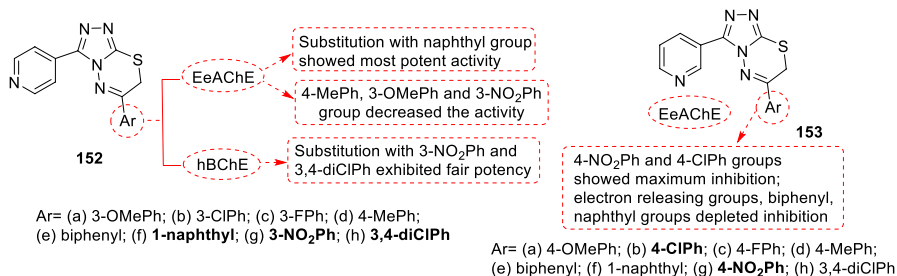 N N
N
N
N
S
Ar
152
EeAChE
Substitution with naphthyl group
showed most potent activity
4-MePh, 3-OMePh and 3-NO2Ph
group decreased the activity
hBChE
Substitution with 3-NO2Ph and
3,4-diClPh exhibited fair potency
Ar= (a) 3-OMePh; (b) 3-ClPh; (c) 3-FPh; (d) 4-MePh;
(e) biphenyl; (f) 1-naphthyl; (g) 3-NO2Ph; (h) 3,4-diClPh
N N
N
N
N
S
Ar
153
EeAChE
4-NO2Ph and 4-ClPh groups
showed maximum inhibition;
electron releasing groups, biphenyl,
naphthyl groups depleted inhibition
Ar= (a) 4-OMePh; (b) 4-ClPh; (c) 4-FPh; (d) 4-MePh;
(e) biphenyl; (f) 1-naphthyl; (g) 4-NO2Ph; (h) 3,4-diClPh